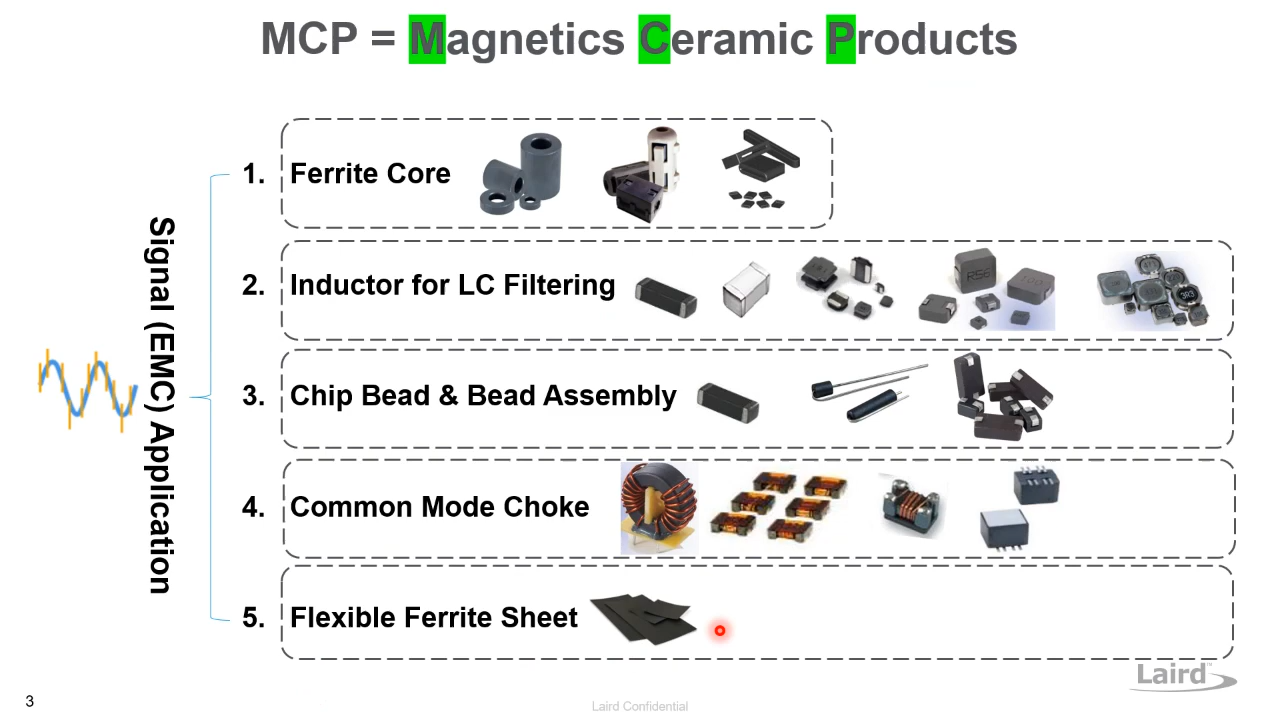 MCP = Magnetics Ceramic Products
Signal (EMC) Application
1. Ferrite Core
2. Inductor for LC Filtering
3. Chip Bead & Bead Assembly
4. Common Mode Choke
5. Flexible Ferrite Sheet
Laird™
3
Laird Confidential